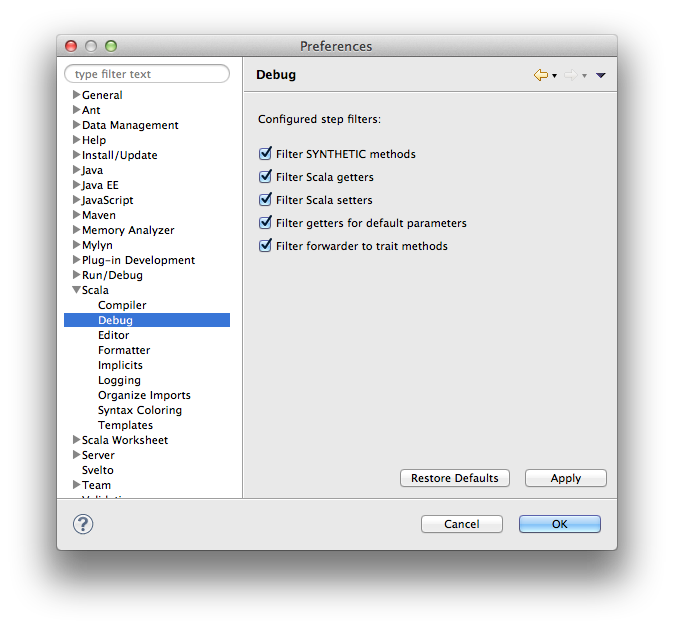 Preferences
type filter text
General
Ant
Data Management
Help
Install/Update
Java
Java EE
JavaScript
Maven
Memory Analyzer
Mylyn
Plug-in Development
Run/Debug
Scala
Compiler
Debug
Editor
Formatter
Implicits
Logging
Organize Imports
Syntax Coloring
Templates
Scala Worksheet
Server
Svelto
Team
Debug
Configured step filters:
Filter SYNTHETIC methods
Filter Scala getters
Filter Scala setters
Filter getters for default parameters
Filter forwarder to trait methods
Restore Defaults
Apply
?
Cancel
OK